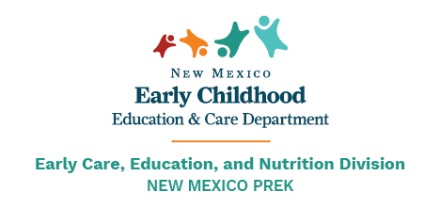 NEW MEXICO
Early Childhood
Education & Care Department
Early Care, Education, and Nutrition Division
NEW MEXICO PREK